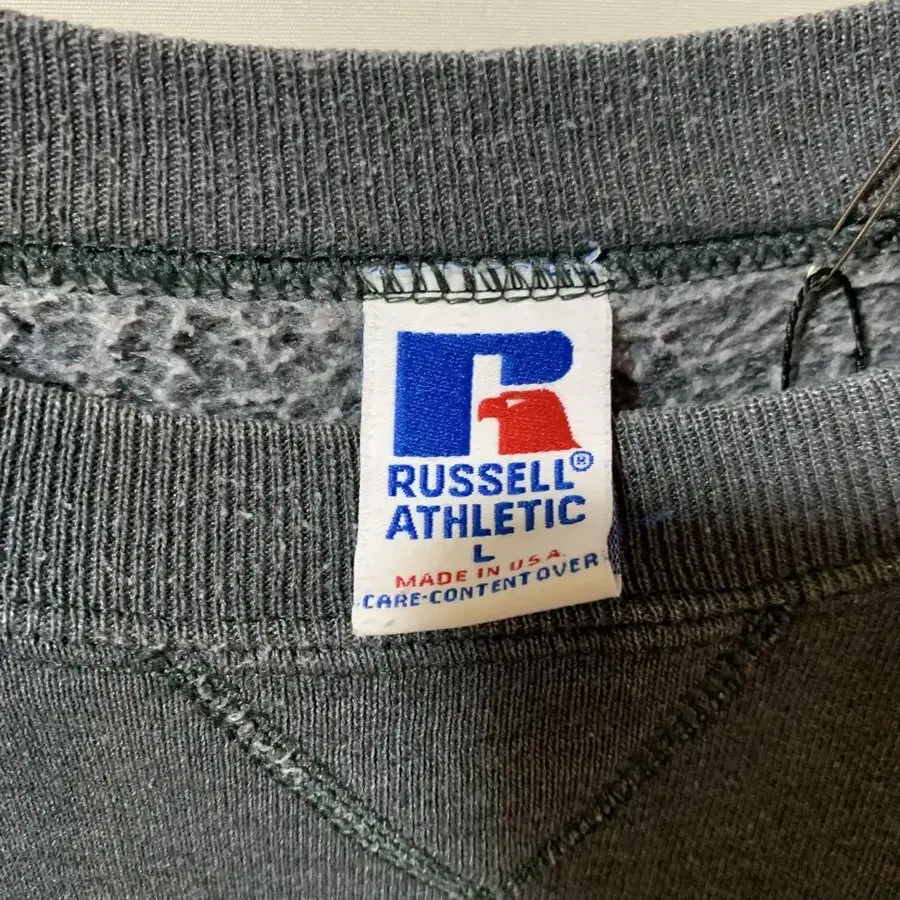 RUSSELL®
ATHLETIC
L
MADE IN U.S.A.
CARE-CONTENT OVER